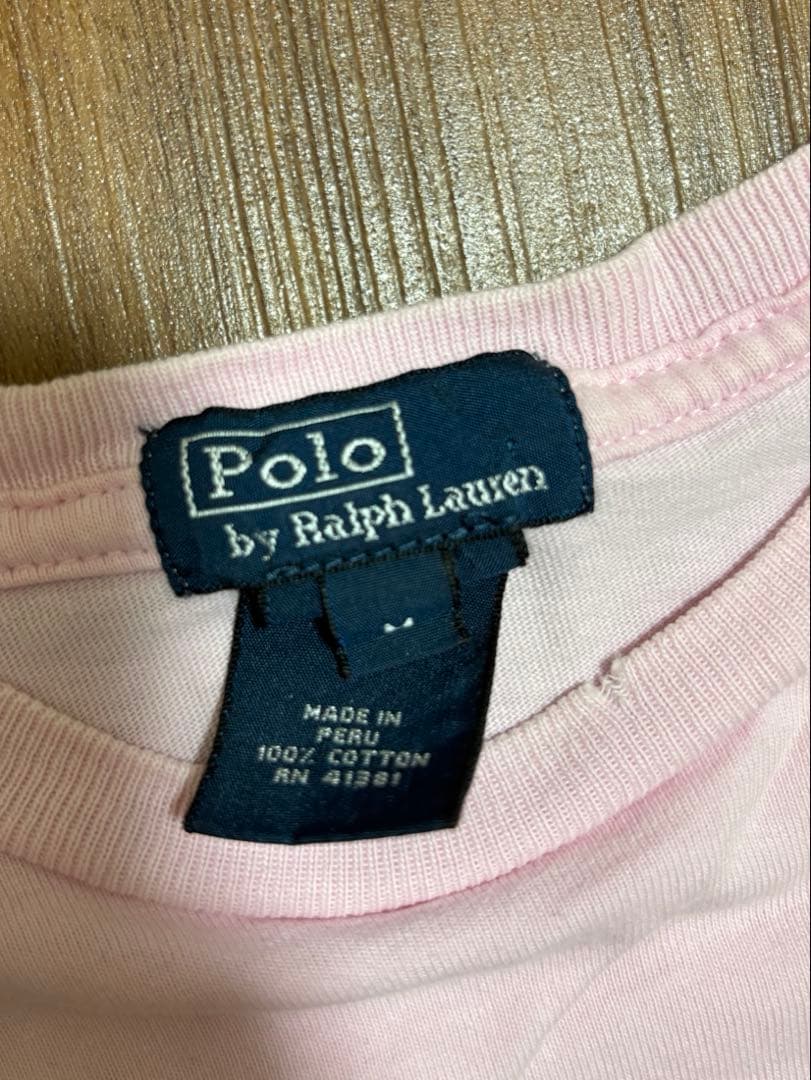 Polo
by Ralph Lauren
MADE IN
PERU
100% COTTON
RN 41381